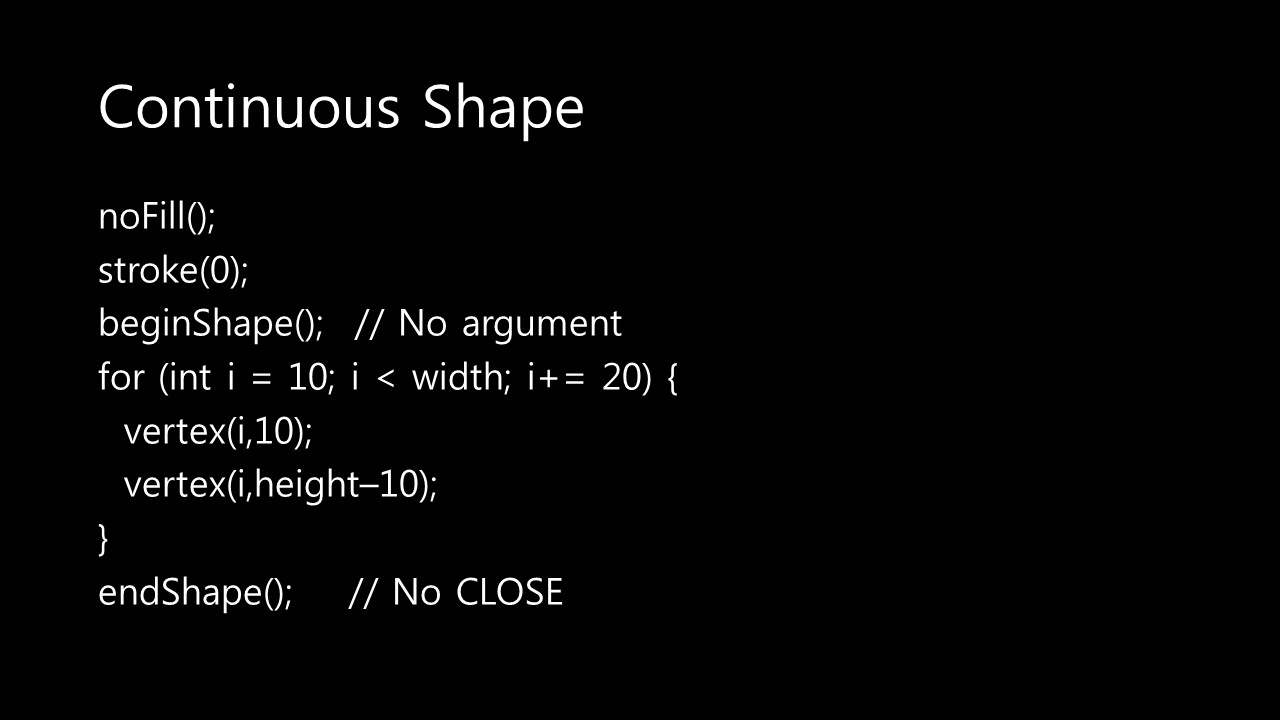 Continuous Shape
noFill();
stroke(0);
beginShape(); // No argument
for (int i = 10; i < width; i+= 20) {
vertex(i,10);
vertex(i,height–10);
}
endShape(); // No CLOSE